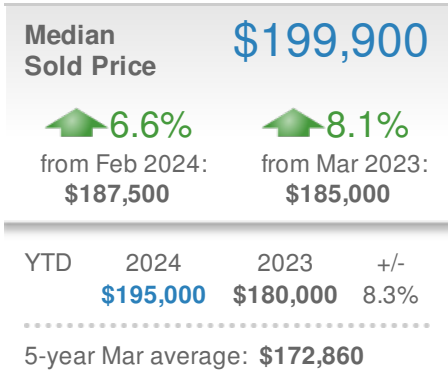 Median $199,900
Sold Price
6.6% 8.1%
from Feb 2024: from Mar 2023:
$187,500 $185,000
YTD 2024 2023 +/-
$195,000 $180,000 8.3%
5-year Mar average: $172,860